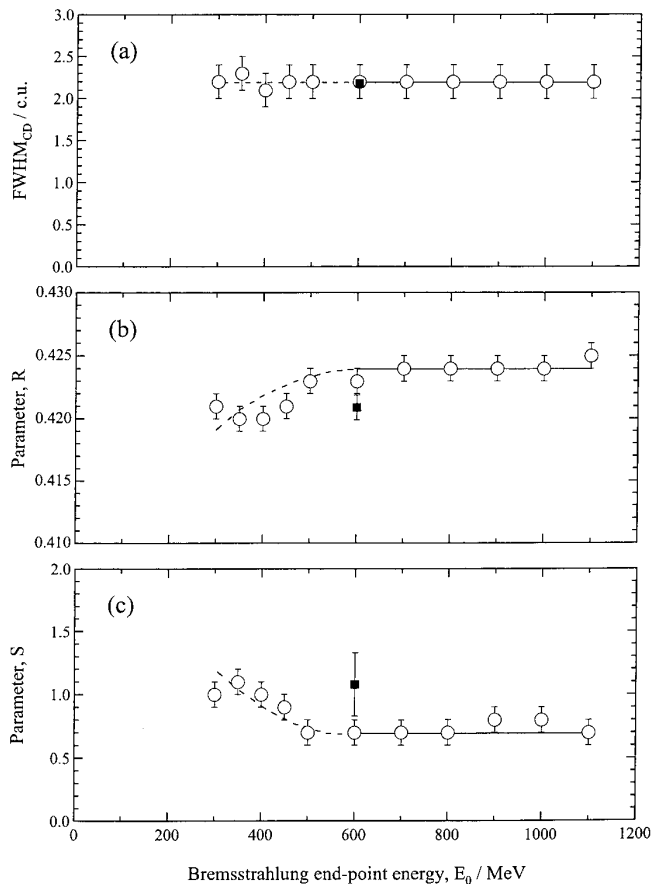 3.0
(a)
2.5
2.0
1.5
1.0
0.5
0.0
FWHM_CD / c.u.
0.430
(b)
0.425
0.420
0.415
0.410
Parameter, R
2.0
(c)
1.5
1.0
0.5
0.0
Parameter, S
0 200 400 600 800 1000 1200
Bremsstrahlung end-point energy, E_0 / MeV